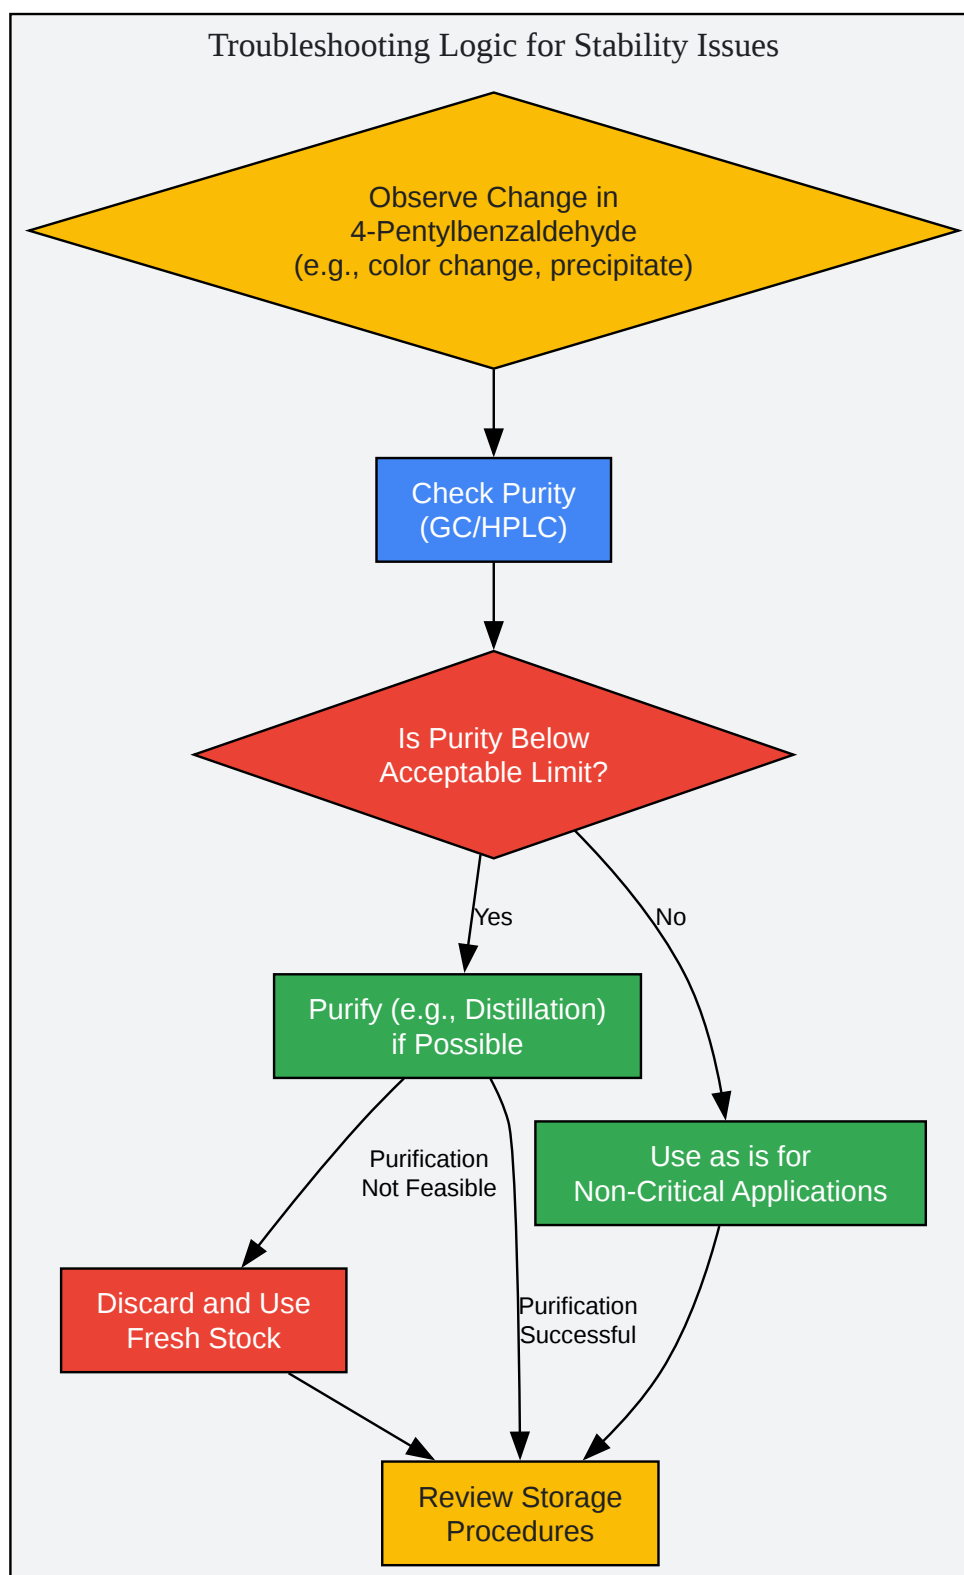 Troubleshooting Logic for Stability Issues
Observe Change in
4-Pentylbenzaldehyde
(e.g., color change, precipitate)
Check Purity
(GC/HPLC)
Is Purity Below
Acceptable Limit?
Yes
No
Purify (e.g., Distillation)
if Possible
Purification
Not Feasible
Use as is for
Non-Critical Applications
Discard and Use
Fresh Stock
Purification
Successful
Review Storage
Procedures